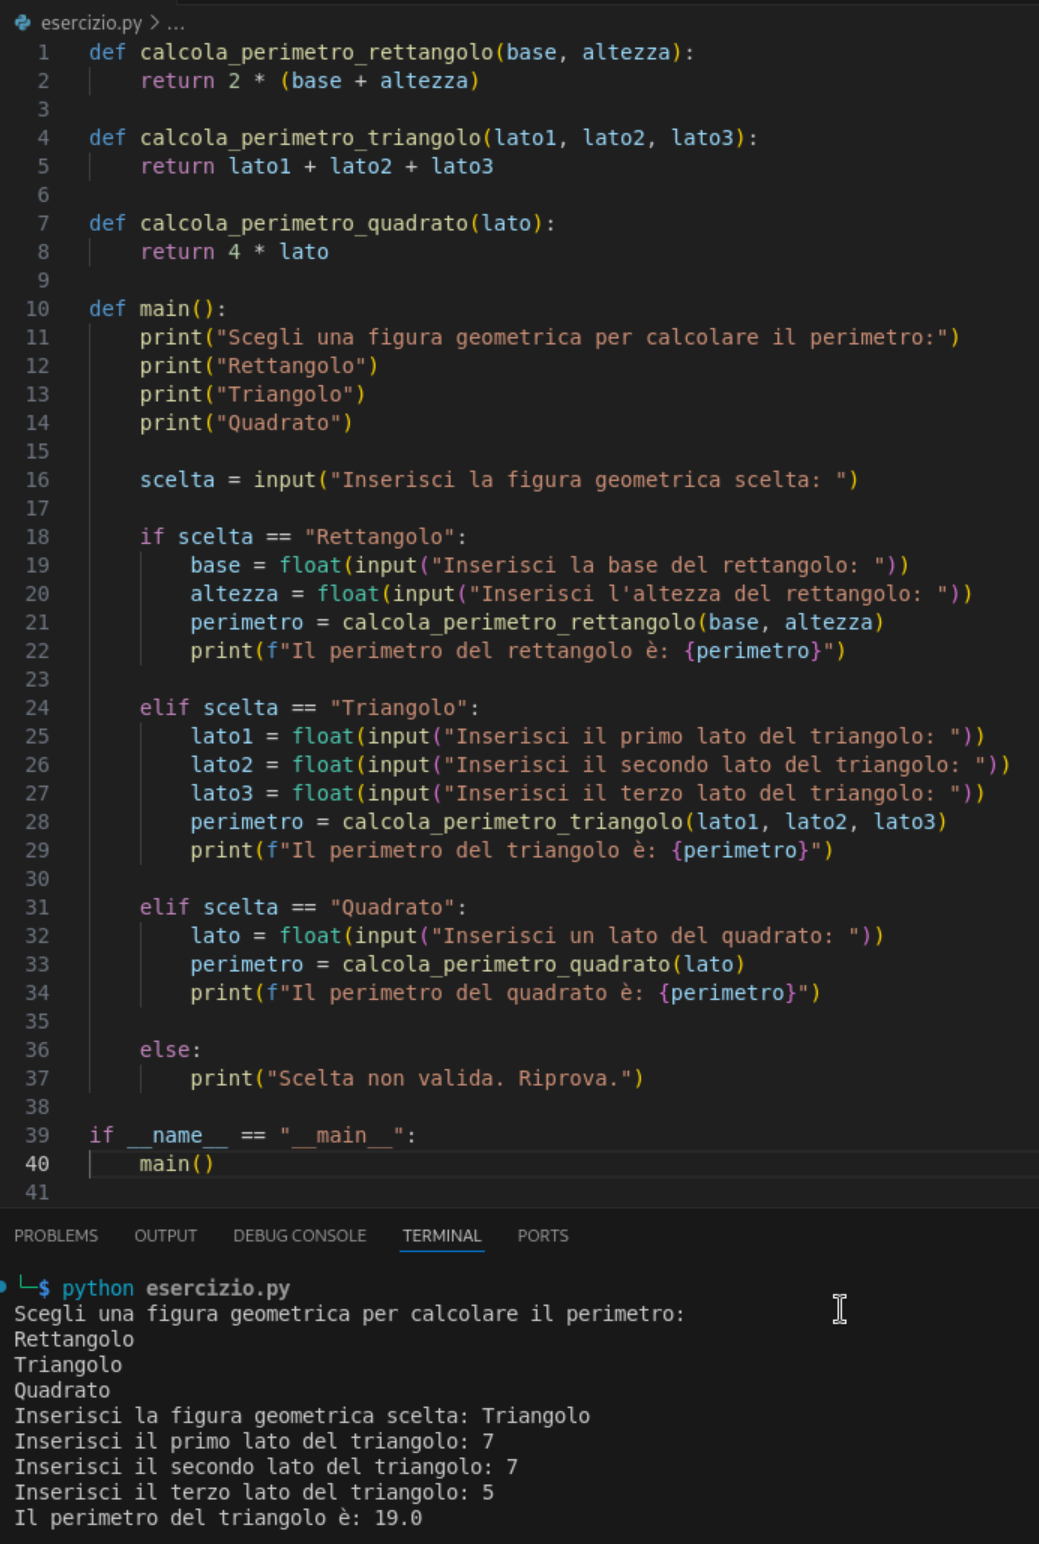 esercizio.py > ...
1 def calcola_perimetro_rettangolo(base, altezza):
2     return 2 * (base + altezza)
3
4 def calcola_perimetro_triangolo(lato1, lato2, lato3):
5     return lato1 + lato2 + lato3
6
7 def calcola_perimetro_quadrato(lato):
8     return 4 * lato
9
10 def main():
11     print("Scegli una figura geometrica per calcolare il perimetro:")
12     print("Rettangolo")
13     print("Triangolo")
14     print("Quadrato")
15
16     scelta = input("Inserisci la figura geometrica scelta: ")
17
18     if scelta == "Rettangolo":
19         base = float(input("Inserisci la base del rettangolo: "))
20         altezza = float(input("Inserisci l'altezza del rettangolo: "))
21         perimetro = calcola_perimetro_rettangolo(base, altezza)
22         print(f"Il perimetro del rettangolo è: {perimetro}")
23
24     elif scelta == "Triangolo":
25         lato1 = float(input("Inserisci il primo lato del triangolo: "))
26         lato2 = float(input("Inserisci il secondo lato del triangolo: "))
27         lato3 = float(input("Inserisci il terzo lato del triangolo: "))
28         perimetro = calcola_perimetro_triangolo(lato1, lato2, lato3)
29         print(f"Il perimetro del triangolo è: {perimetro}")
30
31     elif scelta == "Quadrato":
32         lato = float(input("Inserisci un lato del quadrato: "))
33         perimetro = calcola_perimetro_quadrato(lato)
34         print(f"Il perimetro del quadrato è: {perimetro}")
35
36     else:
37         print("Scelta non valida. Riprova.")
38
39 if __name__ == "__main__":
40     main()
41
PROBLEMS OUTPUT DEBUG CONSOLE TERMINAL PORTS
└─$ python esercizio.py
Scegli una figura geometrica per calcolare il perimetro:
Rettangolo
Triangolo
Quadrato
Inserisci la figura geometrica scelta: Triangolo
Inserisci il primo lato del triangolo: 7
Inserisci il secondo lato del triangolo: 7
Inserisci il terzo lato del triangolo: 5
Il perimetro del triangolo è: 19.0